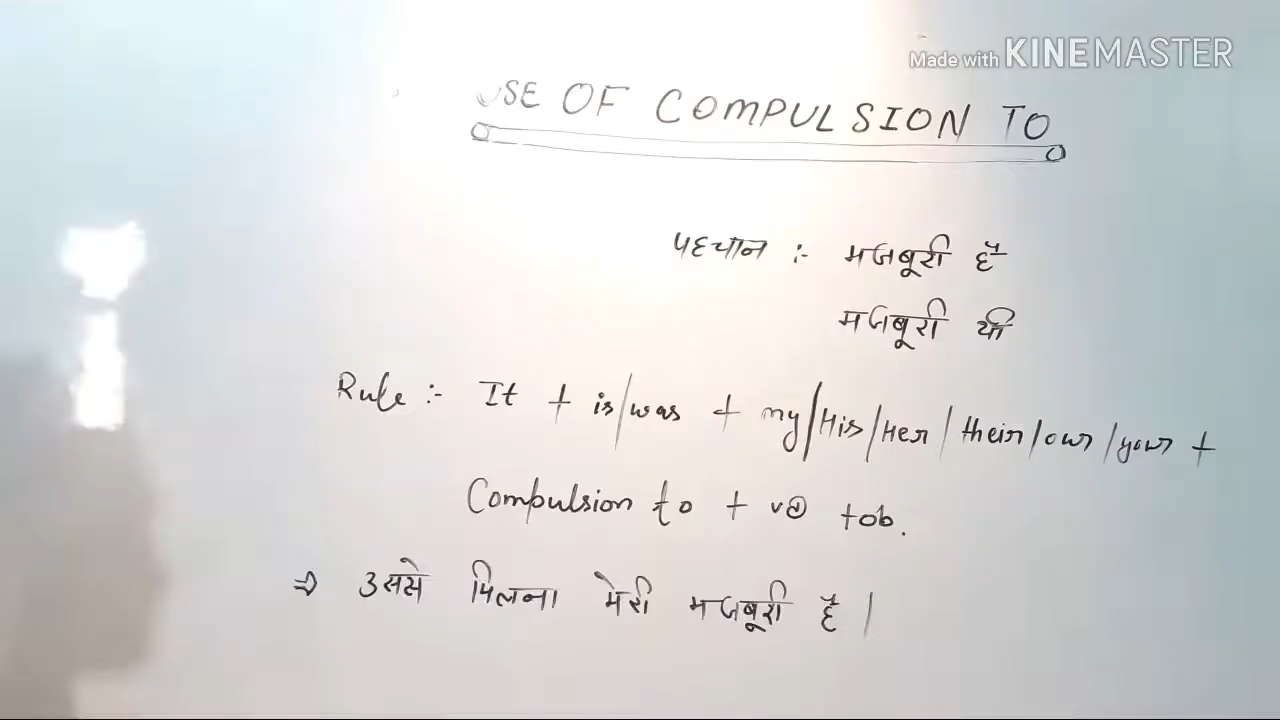 Made with KINEMASTER
USE OF COMPULSION TO
पहचान :- मजबूरी है
मजबूरी थी
Rule :- It + is/was + my/His/Her/their/our/your +
Compulsion to + v① + ob.
⇒ उससे मिलना मेरी मजबूरी है |